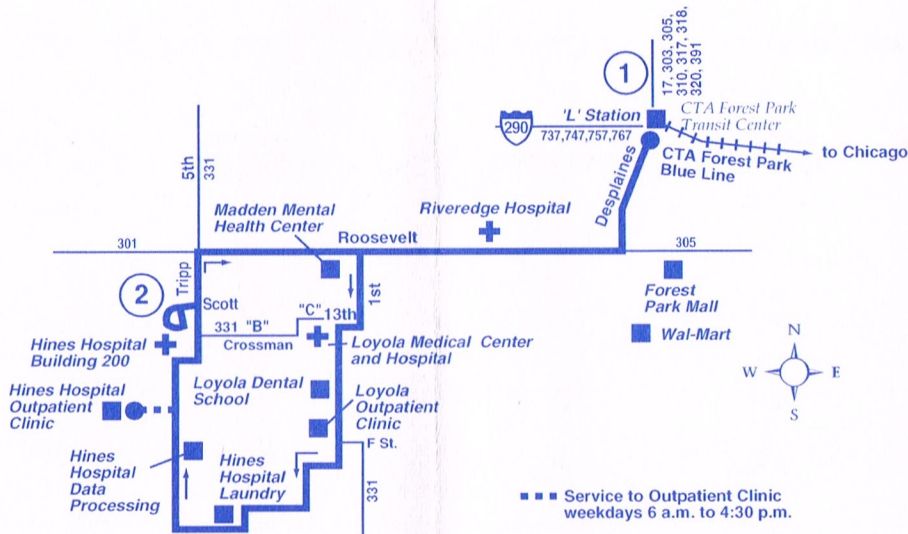 1
17, 303, 305,
310, 317, 318,
320, 391
290
'L' Station
737,747,757,767
CTA Forest Park
Transit Center
to Chicago
CTA Forest Park
Blue Line
Desplaines
5th
331
Madden Mental
Health Center
Riveredge Hospital
301
Roosevelt
305
Tripp
1st
2
Scott
331 "B"
"C"
13th
Crossman
Forest
Park Mall
Wal-Mart
Hines Hospital
Building 200
Loyola Medical Center
and Hospital
N
W
E
S
Hines Hospital
Outpatient
Clinic
Loyola Dental
School
Loyola
Outpatient
Clinic
F St.
331
Hines
Hospital
Data
Processing
Hines
Hospital
Laundry
Service to Outpatient Clinic
weekdays 6 a.m. to 4:30 p.m.